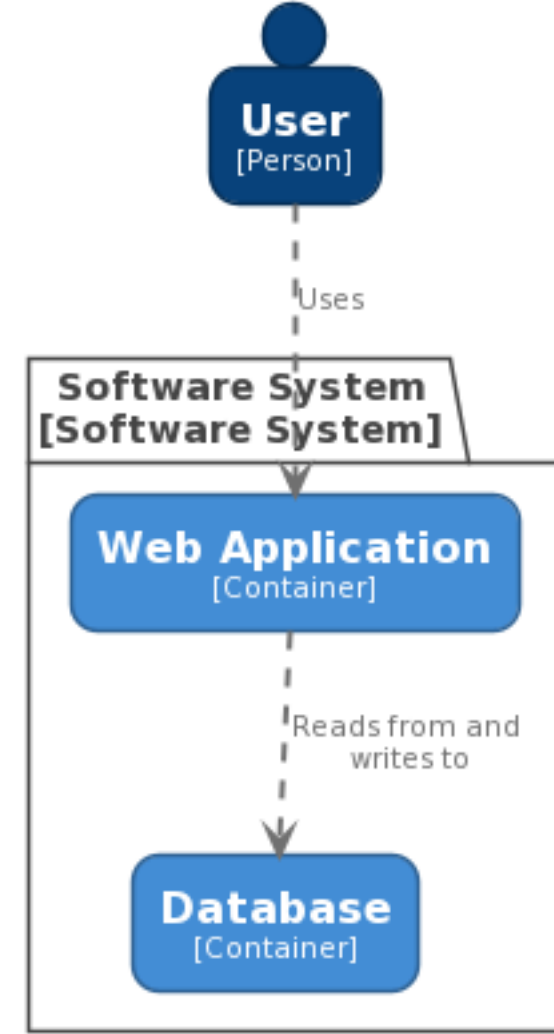 User
[Person]
Uses
Software System
[Software System]
Web Application
[Container]
Reads from and
writes to
Database
[Container]